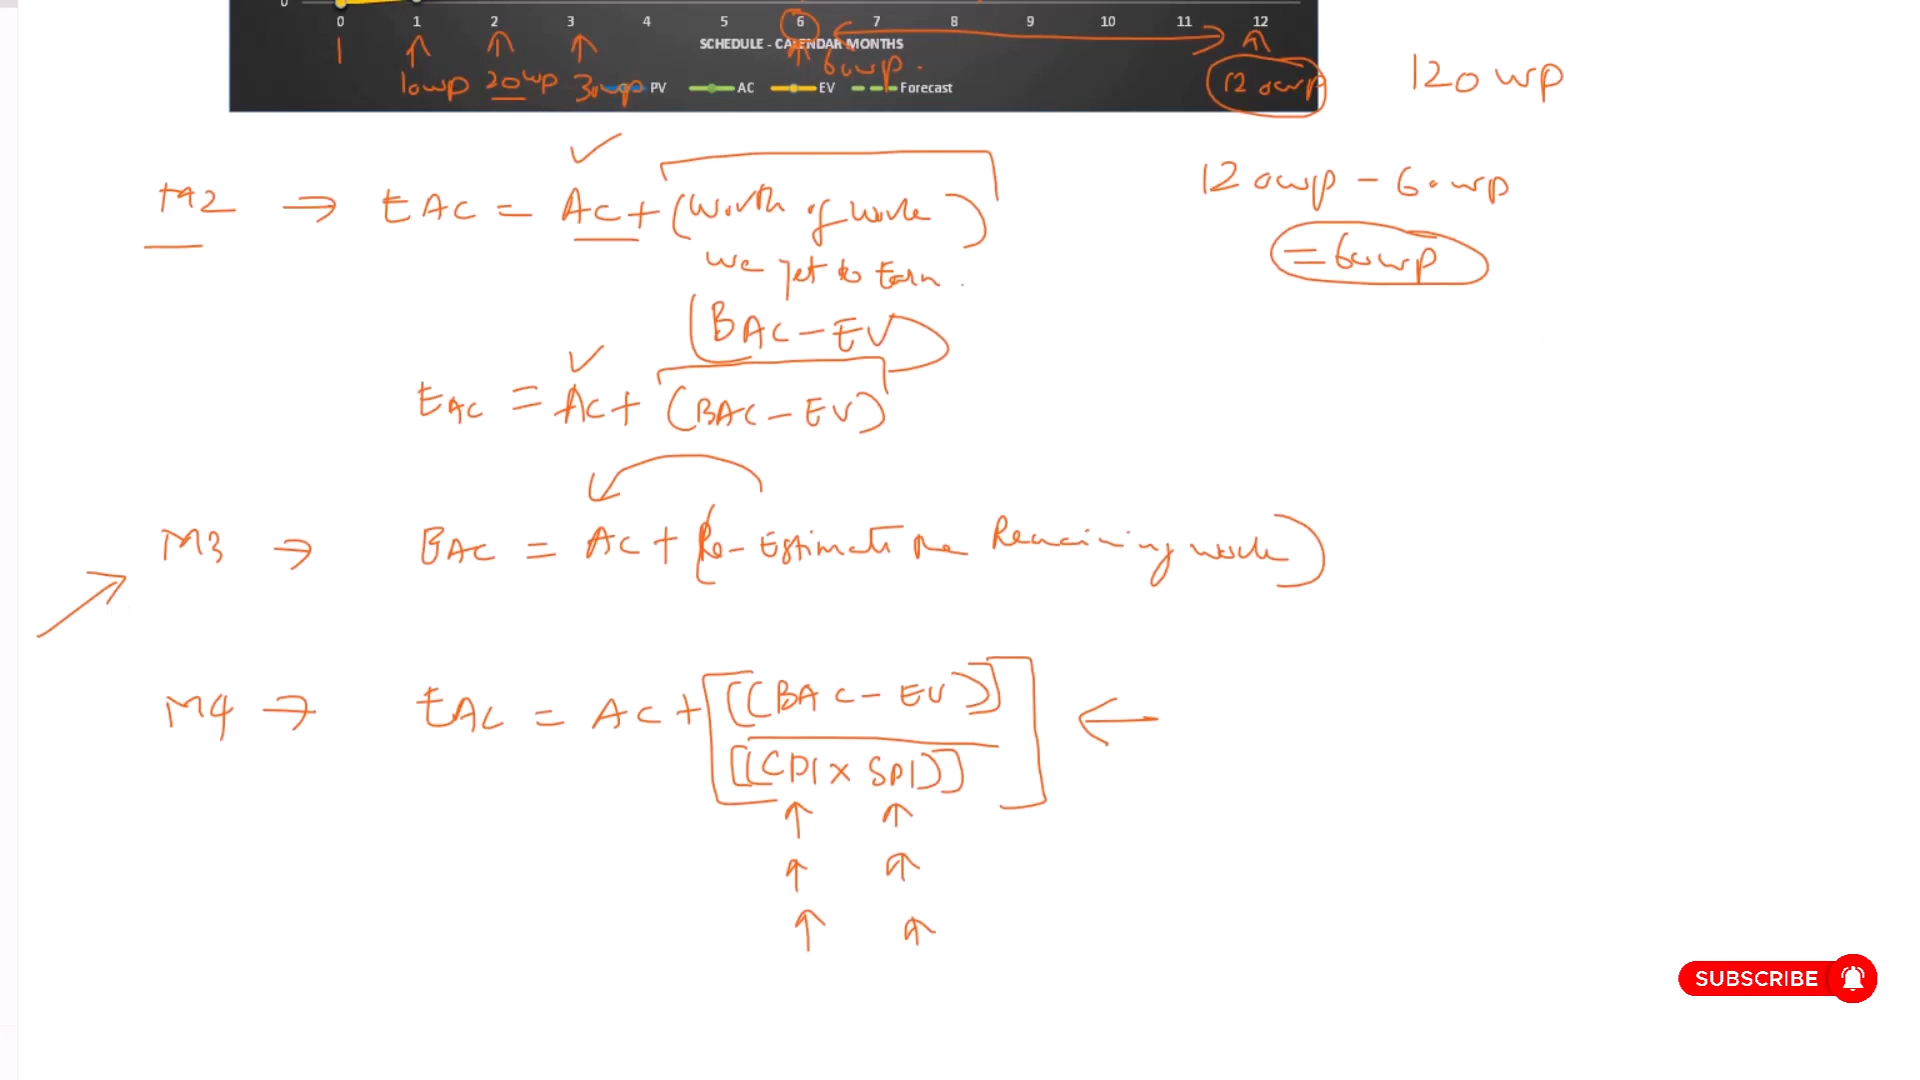 0
0 1 2 3 4 5 6 7 8 9 10 11 12
SCHEDULE - CALENDAR MONTHS
10wp 20wp 30wp 60wp. 120wp
PV AC EV Forecast
120 wp
120wp - 60wp
= 60wp
M2 → EAC = AC + (Worth of work)
we get to Earn.
(BAC - EV)
EAC = AC + (BAC - EV)
M3 → BAC = AC + (Re-Estimate the Remaining work)
M4 → EAC = AC + [[(BAC - EV)]
[(CPI x SPI)]]
SUBSCRIBE